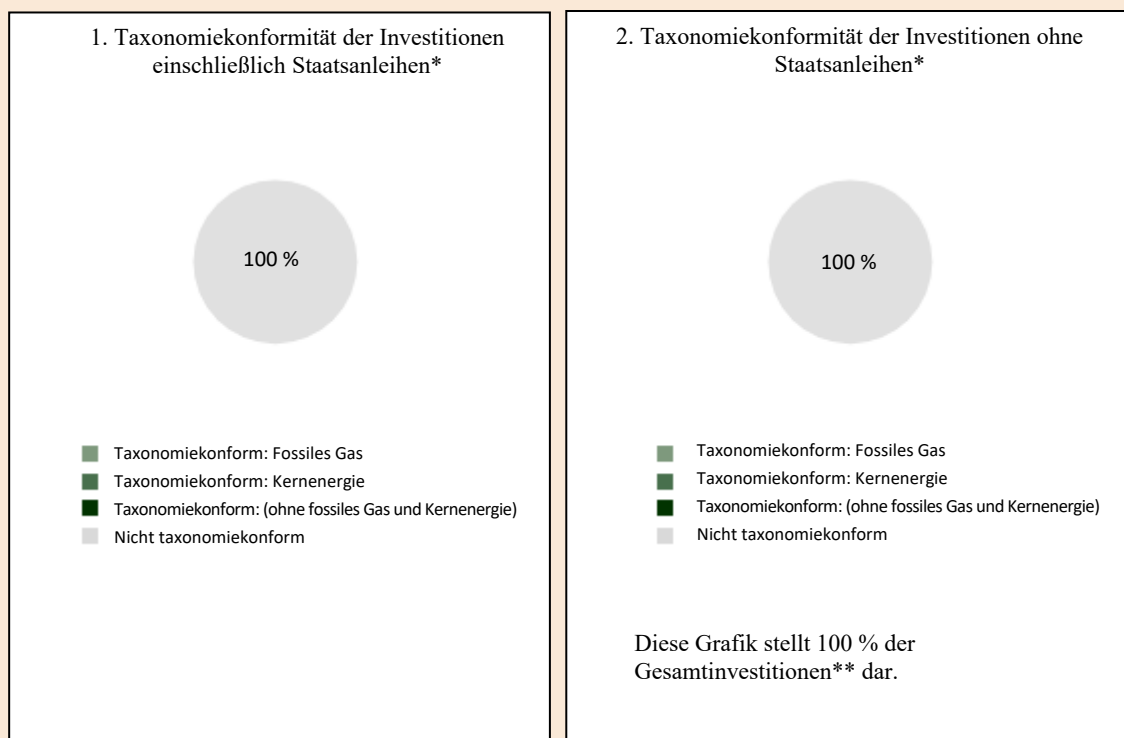 1. Taxonomiekonformität der Investitionen
einschließlich Staatsanleihen*
100 %
Taxonomiekonform: Fossiles Gas
Taxonomiekonform: Kernenergie
Taxonomiekonform: (ohne fossiles Gas und Kernenergie)
Nicht taxonomiekonform
2. Taxonomiekonformität der Investitionen ohne
Staatsanleihen*
100 %
Taxonomiekonform: Fossiles Gas
Taxonomiekonform: Kernenergie
Taxonomiekonform: (ohne fossiles Gas und Kernenergie)
Nicht taxonomiekonform
Diese Grafik stellt 100 % der
Gesamtinvestitionen** dar.